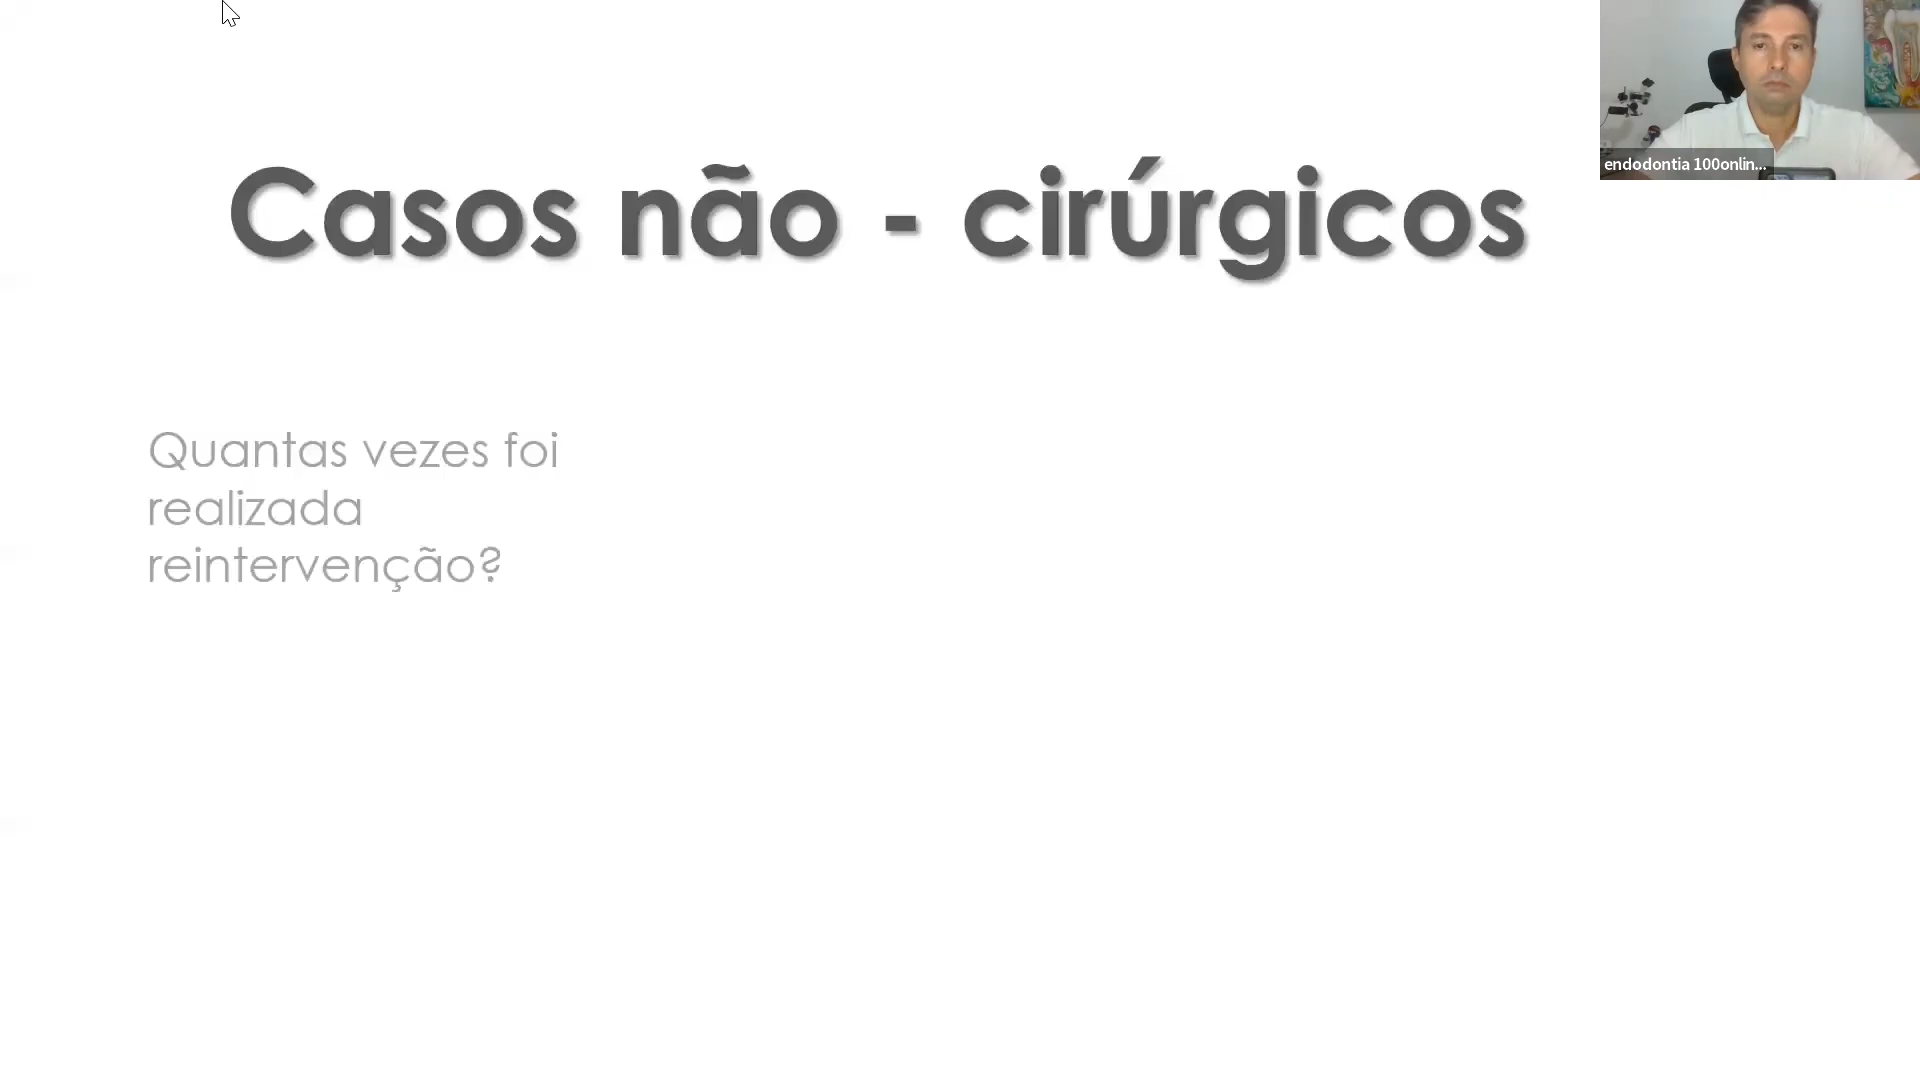 Casos não - cirúrgicos
endodontia 100onlin...
Quantas vezes foi
realizada
reintervenção?